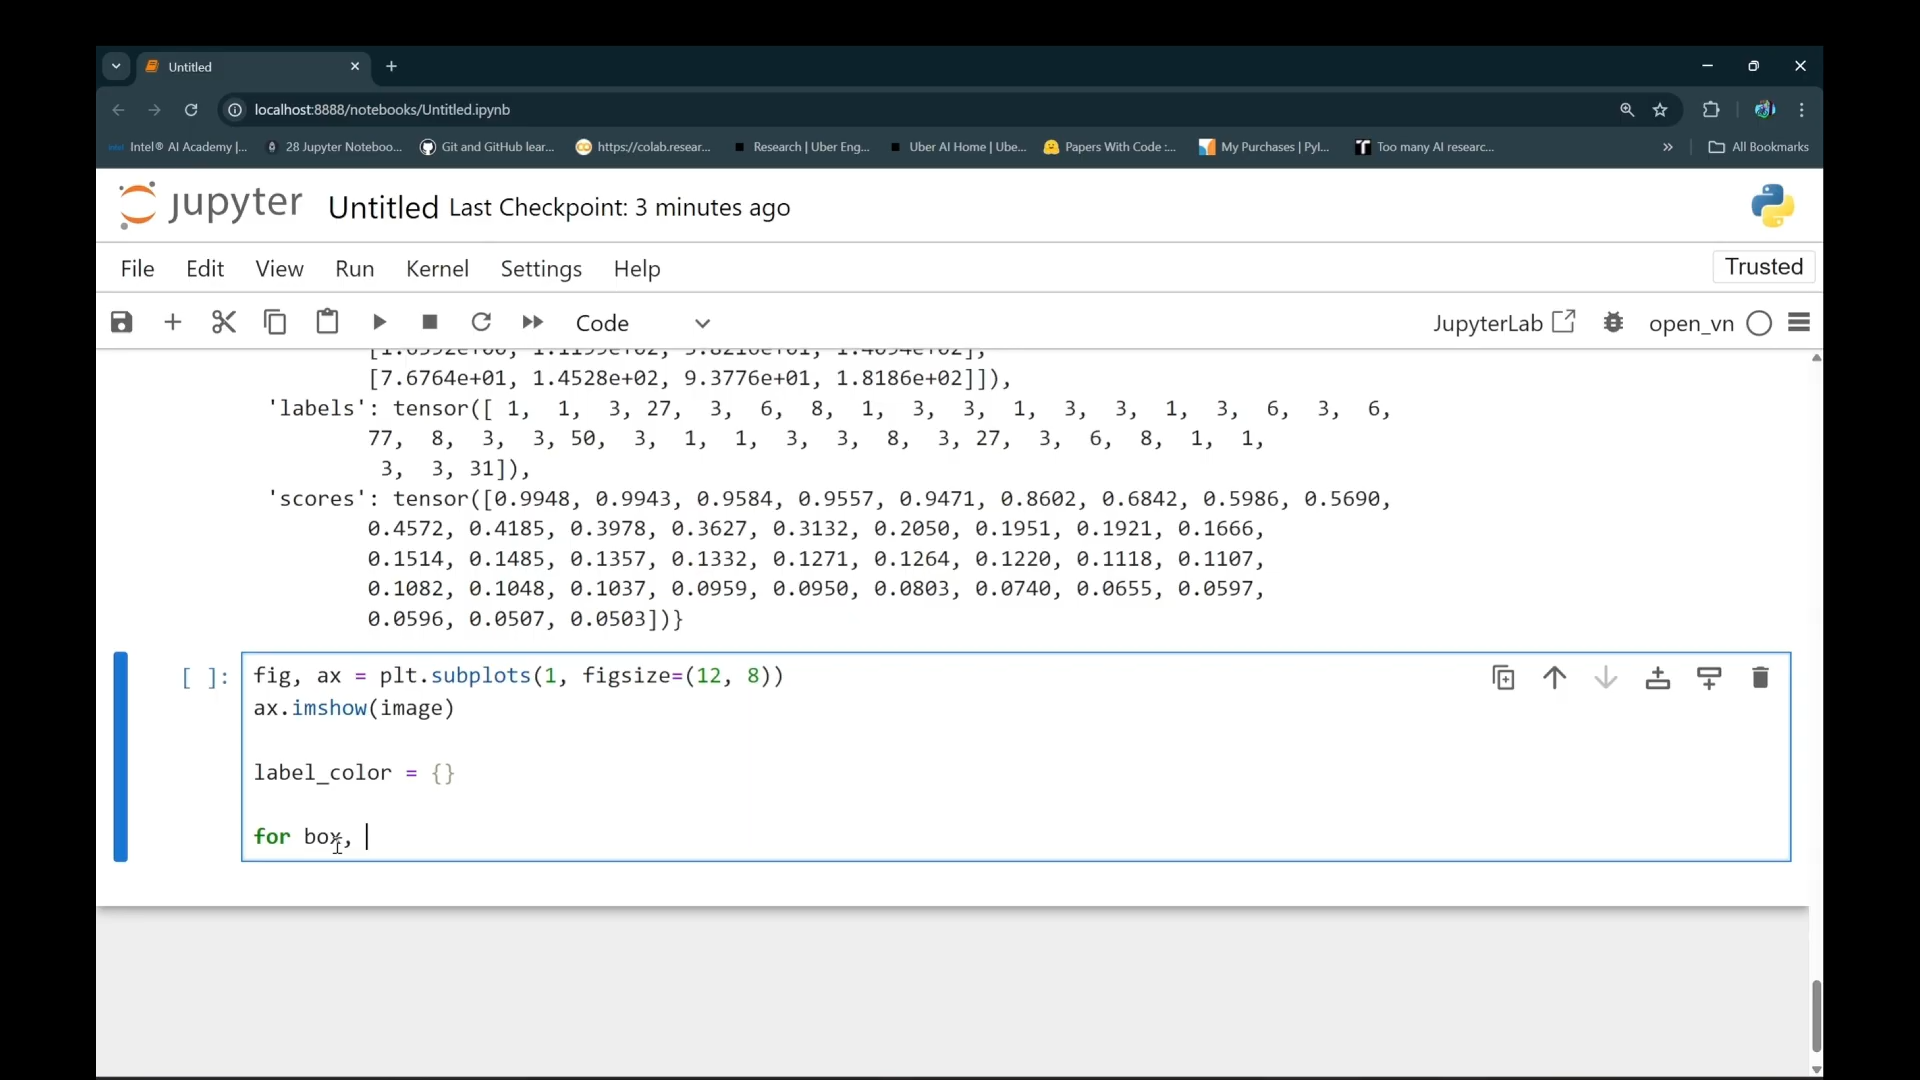 Untitled
localhost:8888/notebooks/Untitled.ipynb
Intel® AI Academy |... 28 Jupyter Noteboo... Git and GitHub lear... https://colab.resear... Research | Uber Eng... Uber AI Home | Ube... Papers With Code :... My Purchases | PyI... Too many AI researc... » All Bookmarks
jupyter Untitled Last Checkpoint: 3 minutes ago
File Edit View Run Kernel Settings Help Trusted
Code JupyterLab open_vn
[7.6764e+01, 1.4528e+02, 9.3776e+01, 1.8186e+02]]),
'labels': tensor([ 1, 1, 3, 27, 3, 6, 8, 1, 3, 3, 1, 3, 3, 1, 3, 6, 3, 6,
77, 8, 3, 3, 50, 3, 1, 1, 3, 3, 8, 3, 27, 3, 6, 8, 1, 1,
3, 3, 31]),
'scores': tensor([0.9948, 0.9943, 0.9584, 0.9557, 0.9471, 0.8602, 0.6842, 0.5986, 0.5690,
0.4572, 0.4185, 0.3978, 0.3627, 0.3132, 0.2050, 0.1951, 0.1921, 0.1666,
0.1514, 0.1485, 0.1357, 0.1332, 0.1271, 0.1264, 0.1220, 0.1118, 0.1107,
0.1082, 0.1048, 0.1037, 0.0959, 0.0950, 0.0803, 0.0740, 0.0655, 0.0597,
0.0596, 0.0507, 0.0503])}
[ ]: fig, ax = plt.subplots(1, figsize=(12, 8))
ax.imshow(image)
label_color = {}
for box,